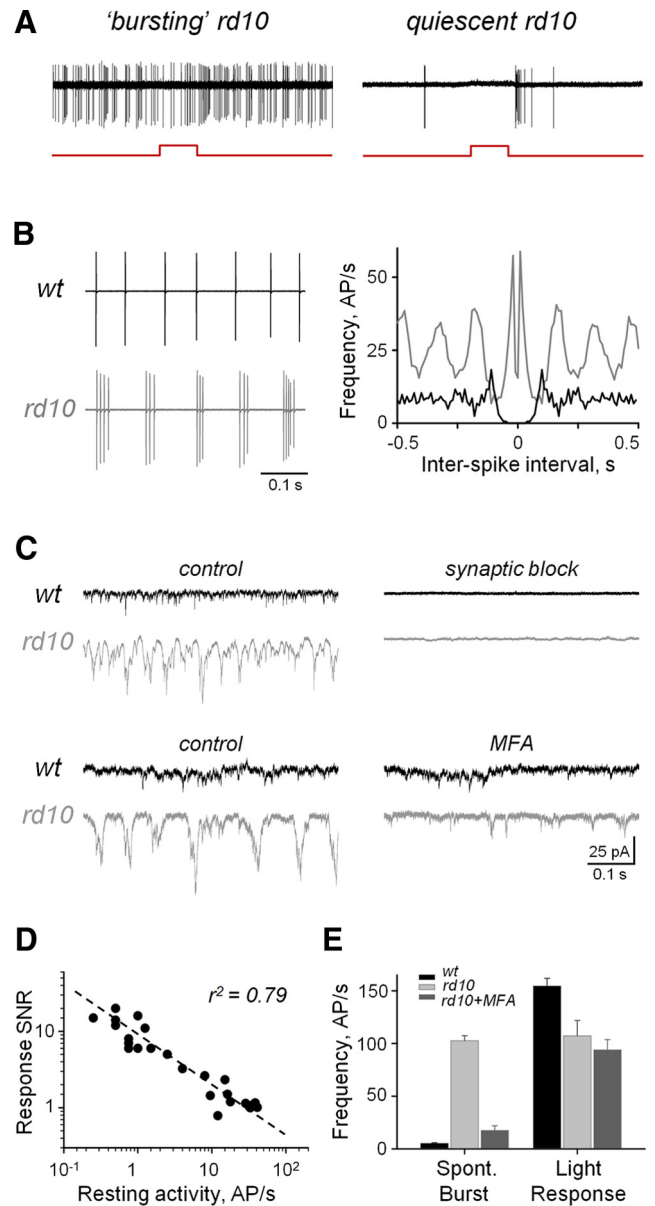 A
'bursting' rd10
quiescent rd10
B
wt
rd10
0.1 s
Frequency, AP/s
50
25
0
-0.5
0
0.5
Inter-spike interval, s
C
control
synaptic block
wt
rd10
control
MFA
wt
rd10
25 pA
0.1 s
D
r² = 0.79
Response SNR
10
1
10⁻¹
1
10
10²
Resting activity, AP/s
E
wt
rd10
rd10+MFA
Frequency, AP/s
150
100
50
0
Spont.
Burst
Light
Response